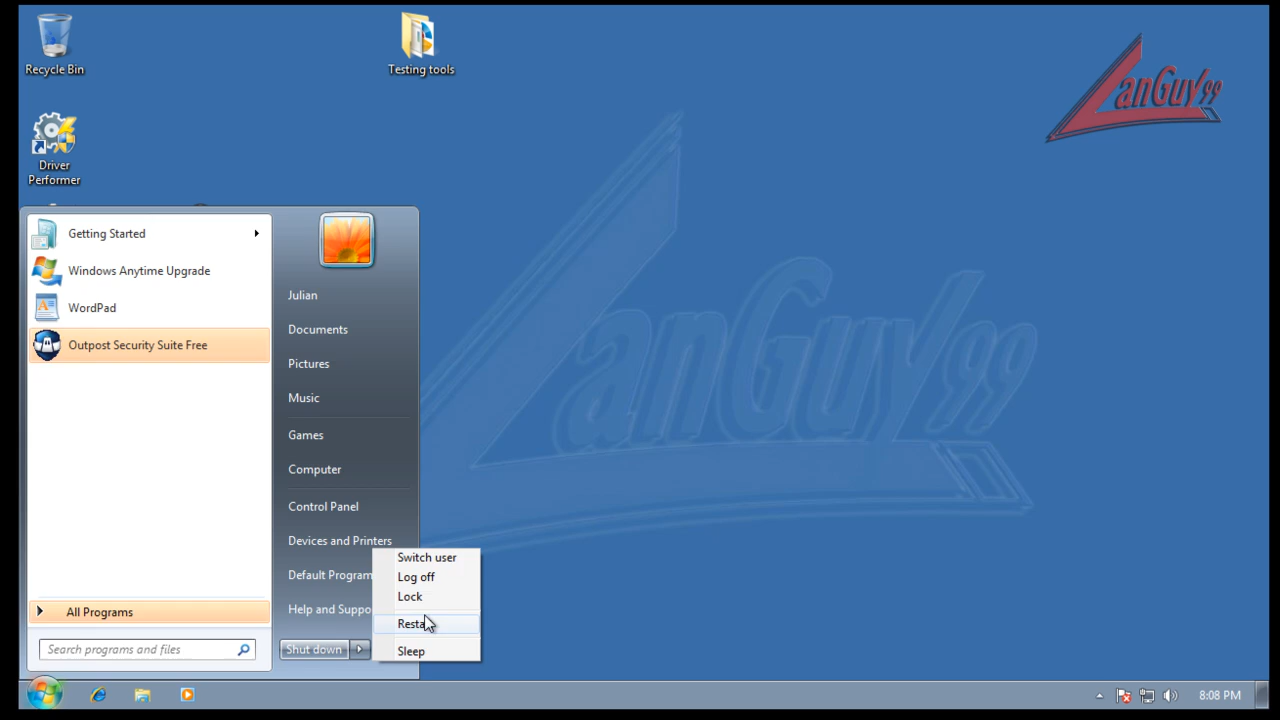 Recycle Bin
Testing tools
LanGuy99
Driver
Performer
Getting Started
Windows Anytime Upgrade
WordPad
Outpost Security Suite Free
All Programs
Search programs and files
Julian
Documents
Pictures
Music
Games
Computer
Control Panel
Devices and Printers
Default Program
Help and Suppo
Shut down
Switch user
Log off
Lock
Resta
Sleep
LanGuy99
8:08 PM